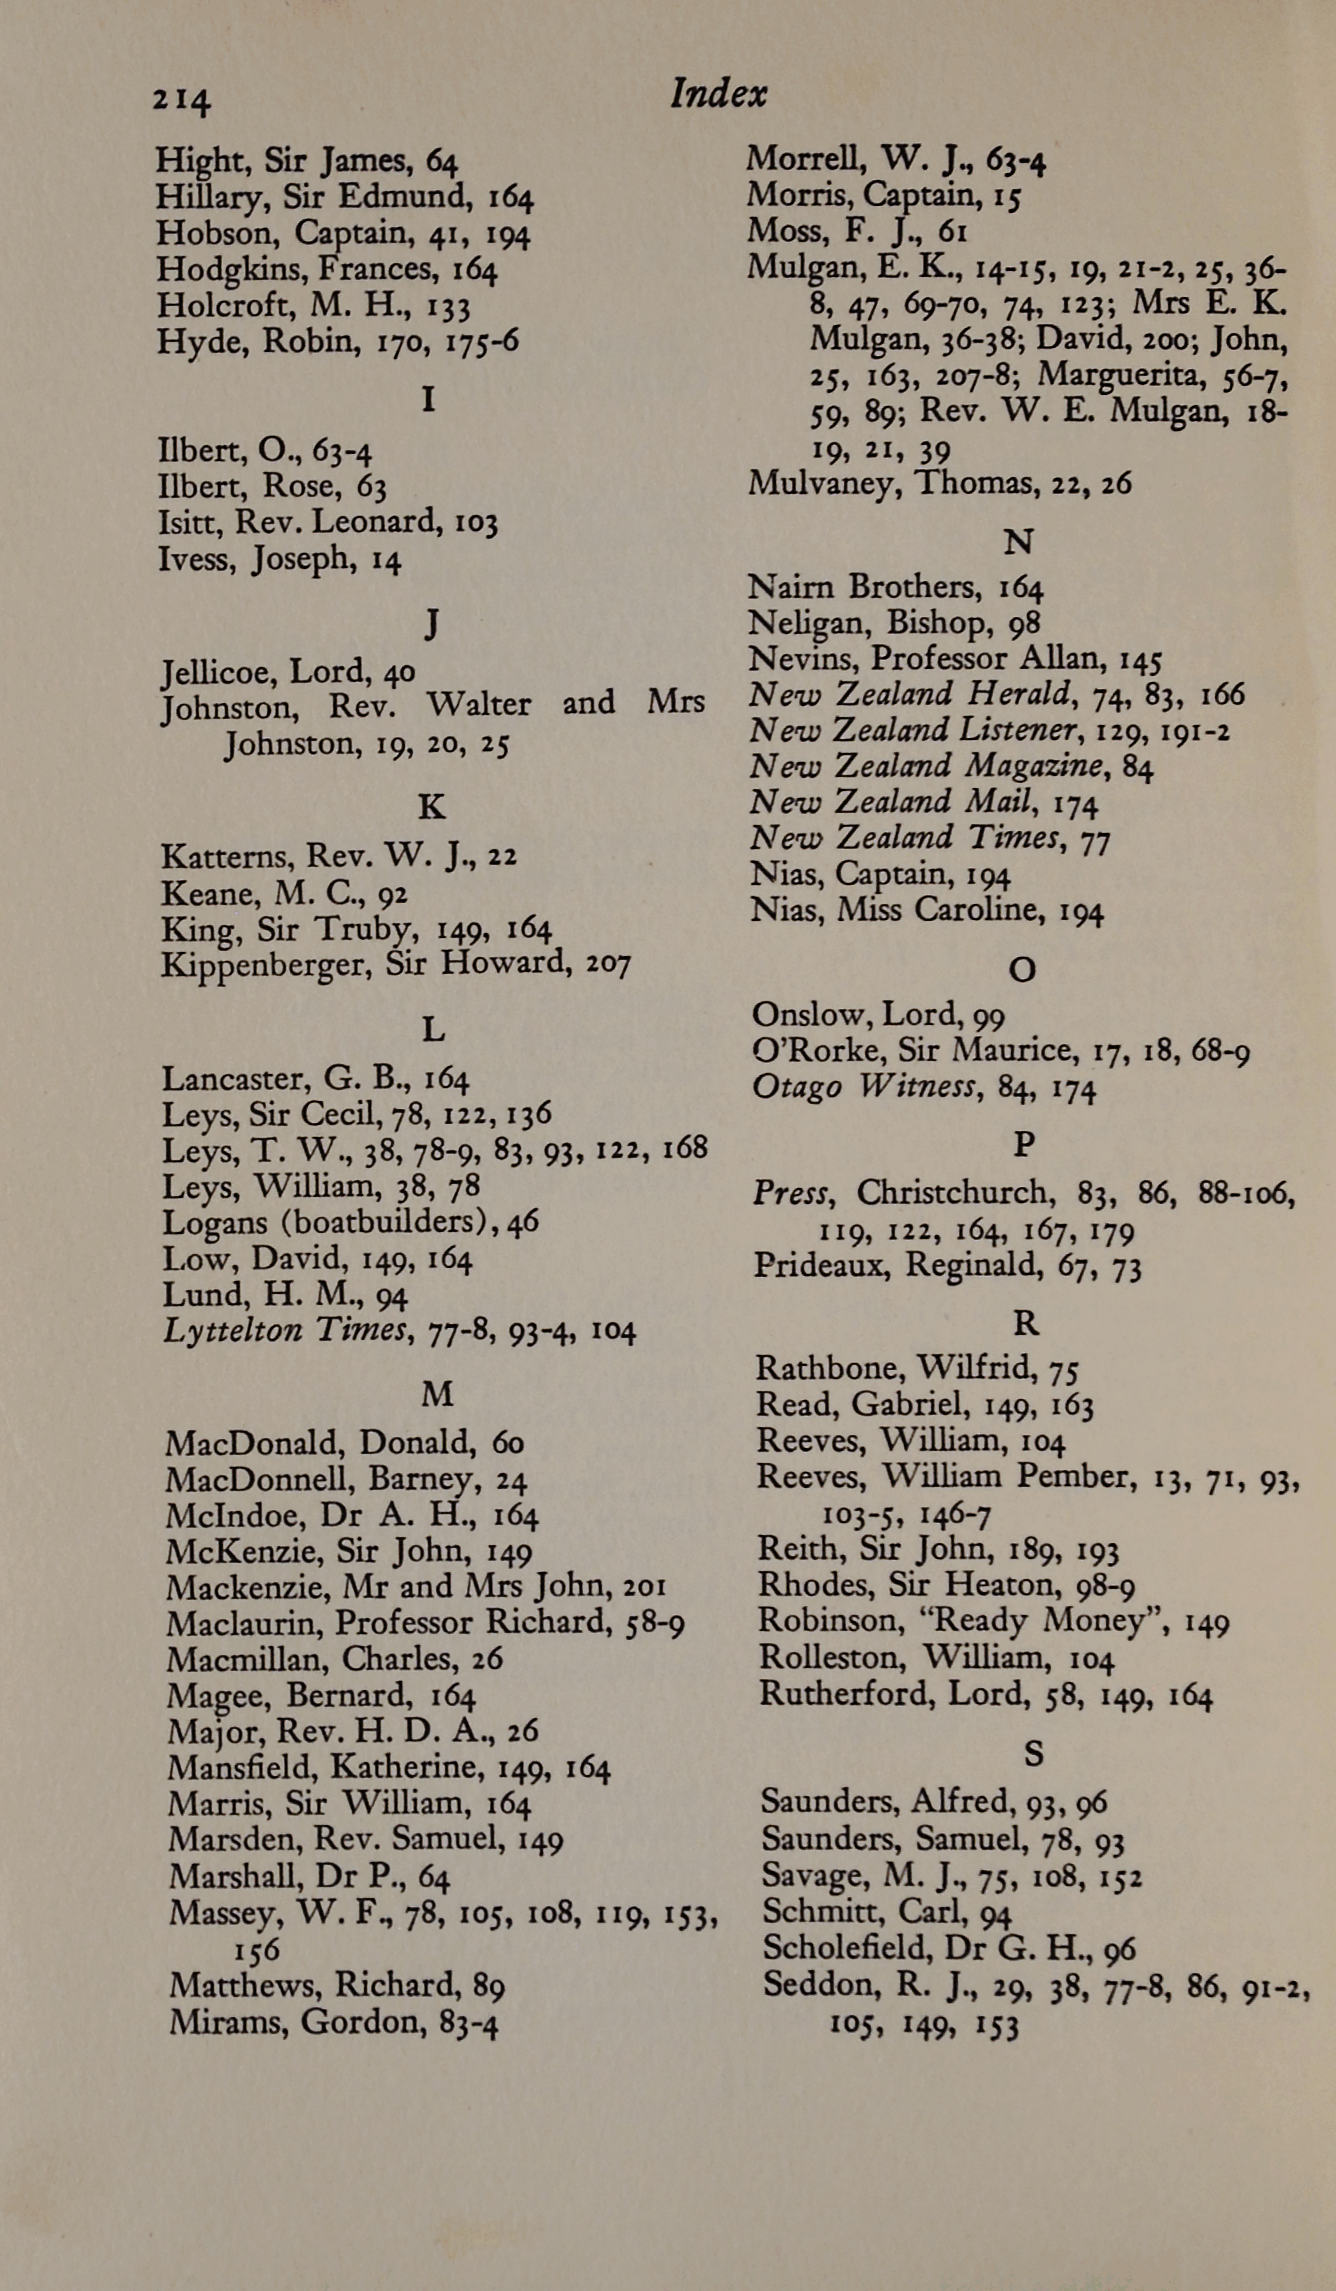 214
Index
Hight, Sir James, 64
Hillary, Sir Edmund, 164
Hobson, Captain, 41, 194
Hodgkins, Frances, 164
Holcroft, M. H., 133
Hyde, Robin, 170, 175-6
I
Ilbert, O., 63-4
Ilbert, Rose, 63
Isitt, Rev. Leonard, 103
Ivess, Joseph, 14
J
Jellicoe, Lord, 40
Johnston, Rev. Walter and Mrs
Johnston, 19, 20, 25
K
Katterns, Rev. W. J., 22
Keane, M. C., 92
King, Sir Truby, 149, 164
Kippenberger, Sir Howard, 207
L
Lancaster, G. B., 164
Leys, Sir Cecil, 78, 122, 136
Leys, T. W., 38, 78-9, 83, 93, 122, 168
Leys, William, 38, 78
Logans (boatbuilders), 46
Low, David, 149, 164
Lund, H. M., 94
Lyttelton Times, 77-8, 93-4, 104
M
MacDonald, Donald, 60
MacDonnell, Barney, 24
McIndoe, Dr A. H., 164
McKenzie, Sir John, 149
Mackenzie, Mr and Mrs John, 201
Maclaurin, Professor Richard, 58-9
Macmillan, Charles, 26
Magee, Bernard, 164
Major, Rev. H. D. A., 26
Mansfield, Katherine, 149, 164
Marris, Sir William, 164
Marsden, Rev. Samuel, 149
Marshall, Dr P., 64
Massey, W. F., 78, 105, 108, 119, 153,
156
Matthews, Richard, 89
Mirams, Gordon, 83-4
Morrell, W. J., 63-4
Morris, Captain, 15
Moss, F. J., 61
Mulgan, E. K., 14-15, 19, 21-2, 25, 36-
8, 47, 69-70, 74, 123; Mrs E. K.
Mulgan, 36-38; David, 200; John,
25, 163, 207-8; Marguerita, 56-7,
59, 89; Rev. W. E. Mulgan, 18-
19, 21, 39
Mulvaney, Thomas, 22, 26
N
Nairn Brothers, 164
Neligan, Bishop, 98
Nevins, Professor Allan, 145
New Zealand Herald, 74, 83, 166
New Zealand Listener, 129, 191-2
New Zealand Magazine, 84
New Zealand Mail, 174
New Zealand Times, 77
Nias, Captain, 194
Nias, Miss Caroline, 194
O
Onslow, Lord, 99
O'Rorke, Sir Maurice, 17, 18, 68-9
Otago Witness, 84, 174
P
Press, Christchurch, 83, 86, 88-106,
119, 122, 164, 167, 179
Prideaux, Reginald, 67, 73
R
Rathbone, Wilfrid, 75
Read, Gabriel, 149, 163
Reeves, William, 104
Reeves, William Pember, 13, 71, 93,
103-5, 146-7
Reith, Sir John, 189, 193
Rhodes, Sir Heaton, 98-9
Robinson, “Ready Money”, 149
Rolleston, William, 104
Rutherford, Lord, 58, 149, 164
S
Saunders, Alfred, 93, 96
Saunders, Samuel, 78, 93
Savage, M. J., 75, 108, 152
Schmitt, Carl, 94
Scholefield, Dr G. H., 96
Seddon, R. J., 29, 38, 77-8, 86, 91-2,
105, 149, 153